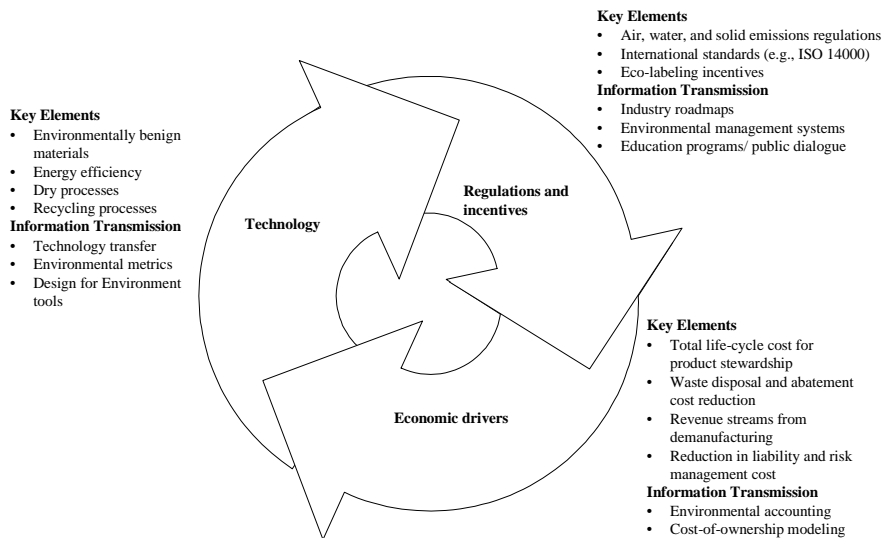 Key Elements
• Air, water, and solid emissions regulations
• International standards (e.g., ISO 14000)
• Eco-labeling incentives
Information Transmission
• Industry roadmaps
• Environmental management systems
• Education programs/ public dialogue
Key Elements
• Environmentally benign
materials
• Energy efficiency
• Dry processes
• Recycling processes
Information Transmission
• Technology transfer
• Environmental metrics
• Design for Environment
tools
Technology
Regulations and
incentives
Economic drivers
Key Elements
• Total life-cycle cost for
product stewardship
• Waste disposal and abatement
cost reduction
• Revenue streams from
demanufacturing
• Reduction in liability and risk
management cost
Information Transmission
• Environmental accounting
• Cost-of-ownership modeling